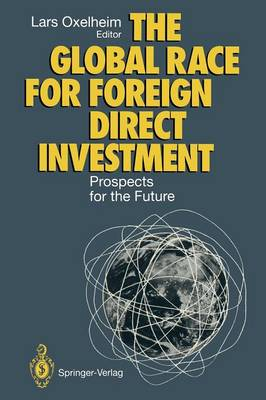 Lars Oxelheim
Editor
THE
GLOBAL RACE
FOR FOREIGN
DIRECT
INVESTMENT
Prospects
for the Future
Springer-Verlag